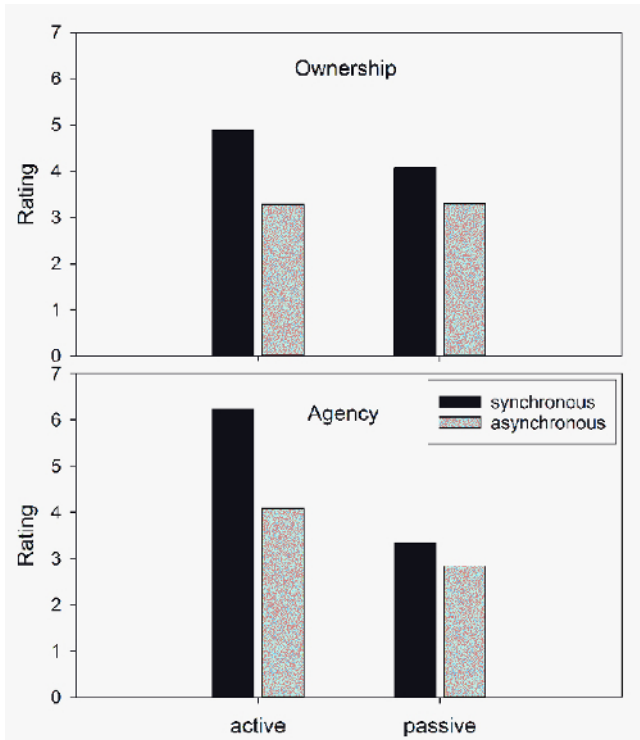 7
Ownership
6
5
4
Rating
3
2
1
0
7
Agency
synchronous
asynchronous
6
5
4
Rating
3
2
1
0
active passive